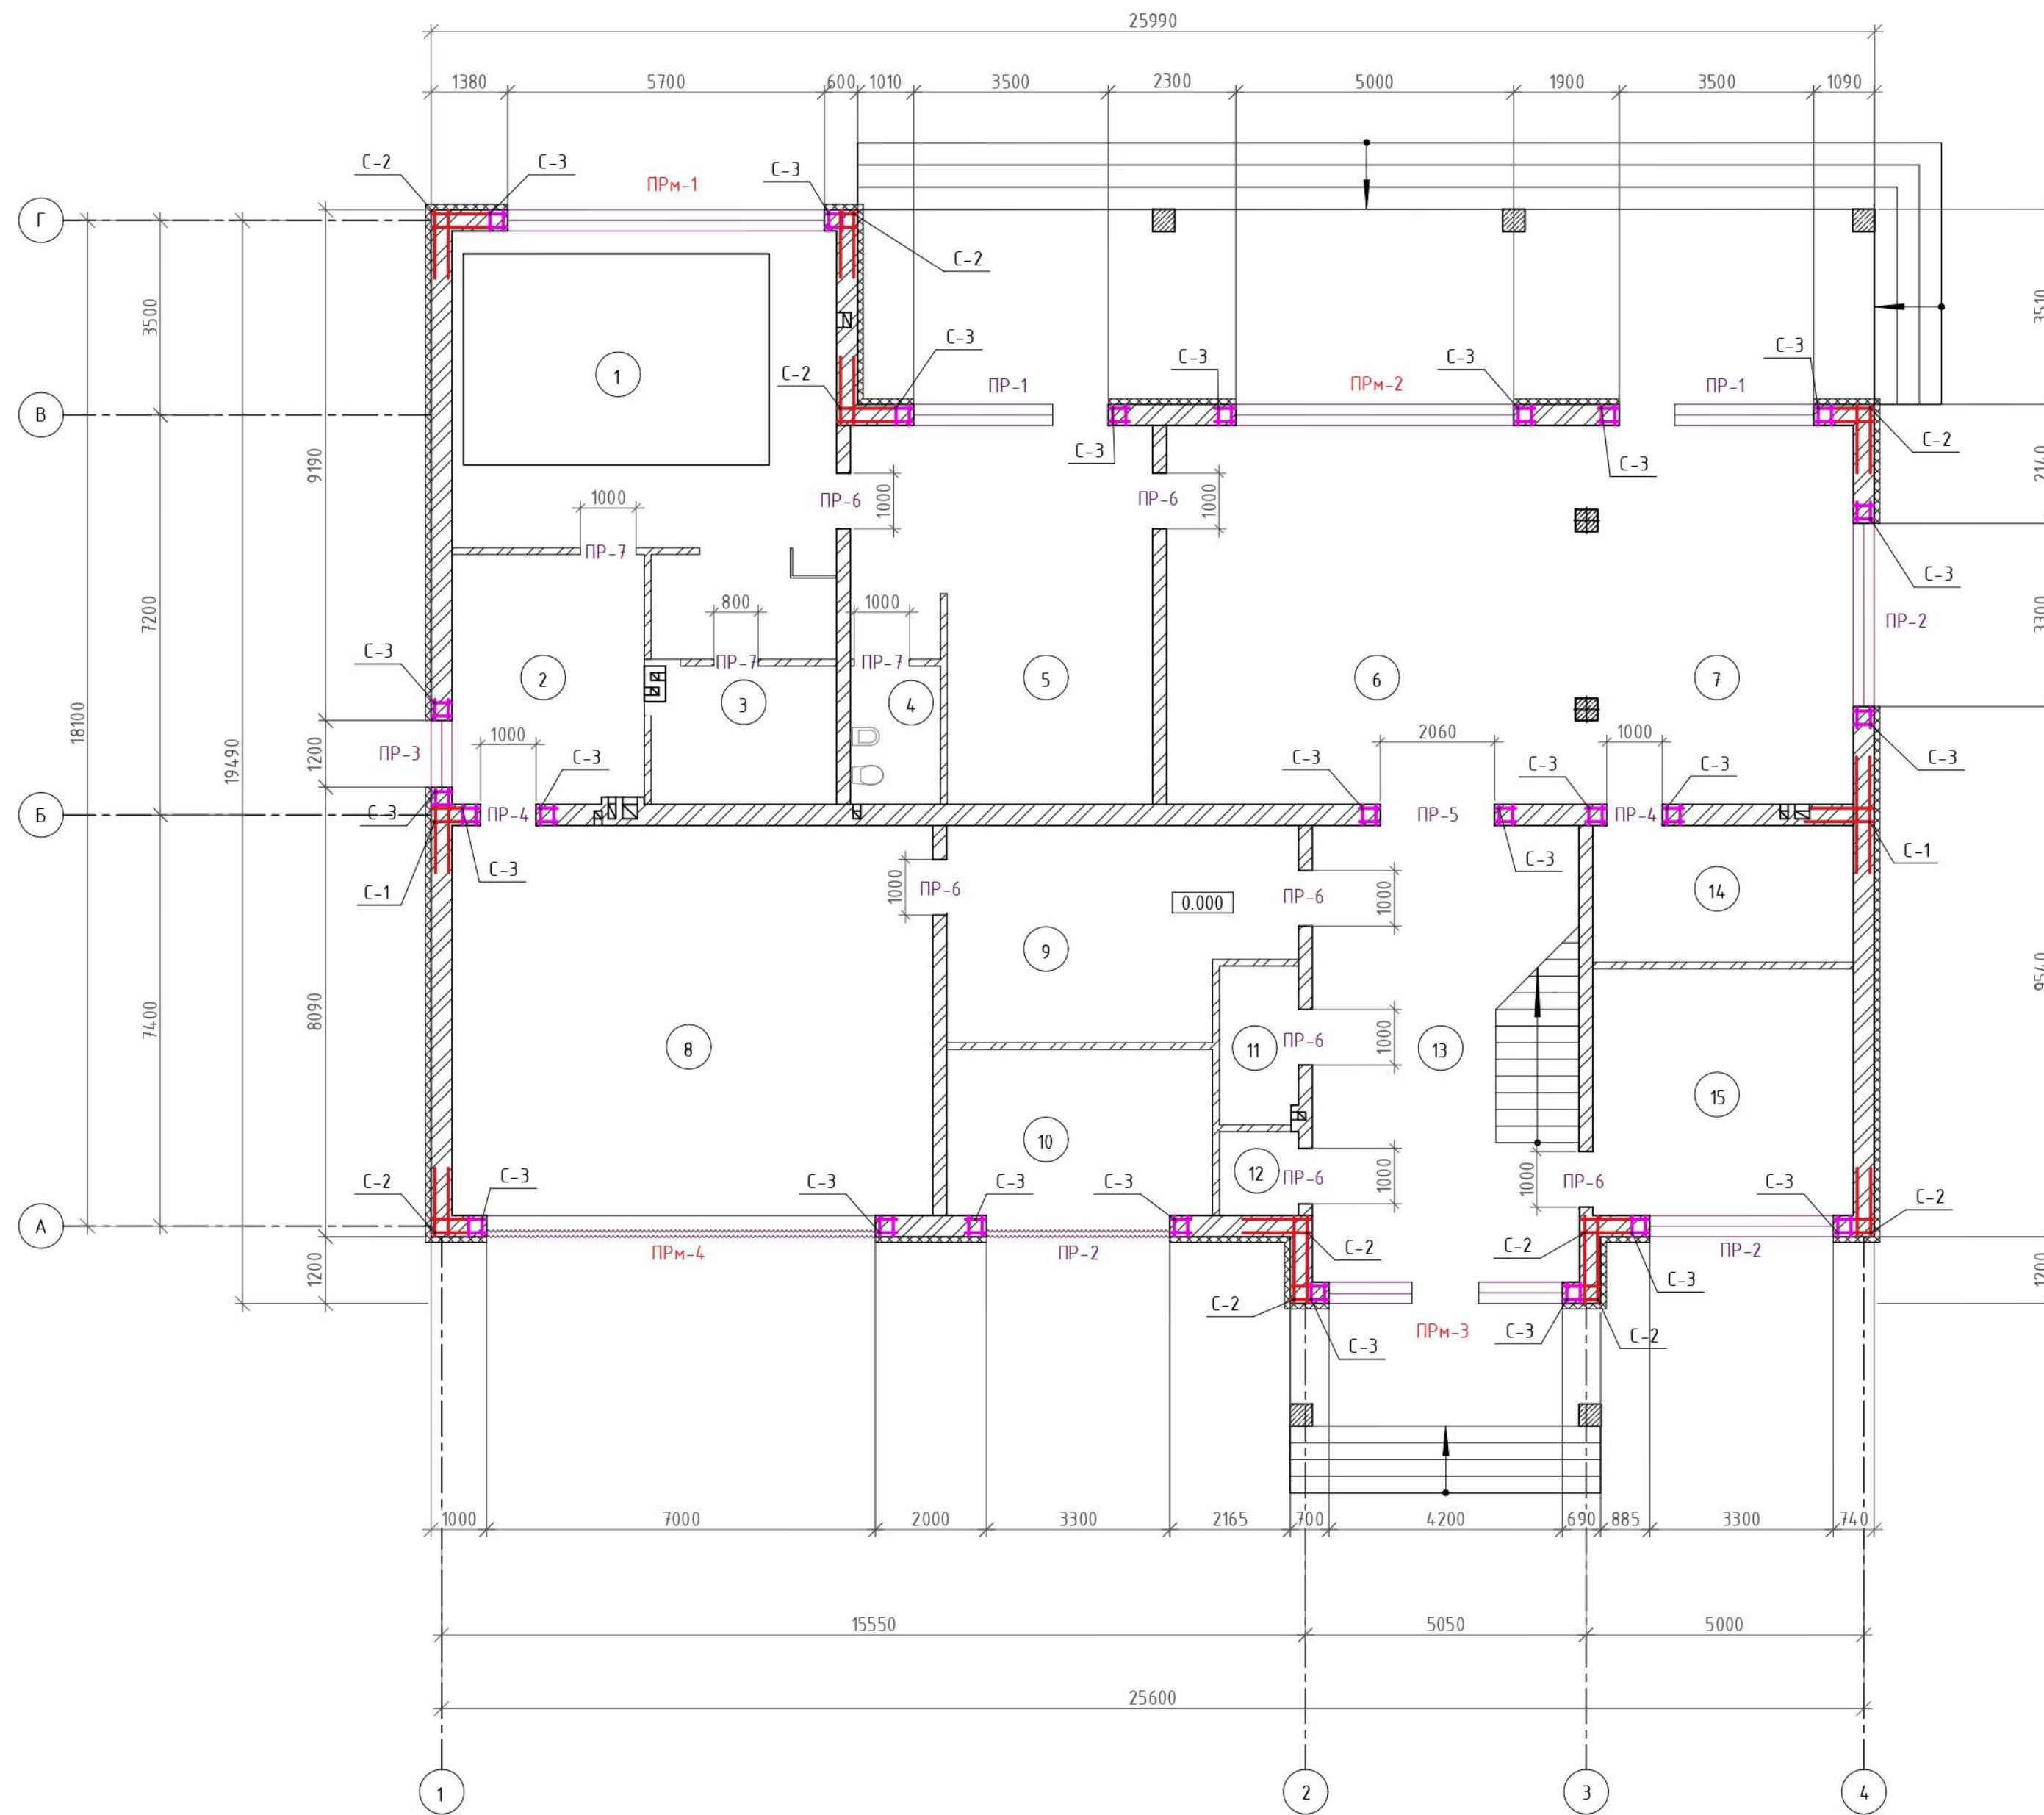 25990
1380 5700 600 1010 3500 2300 5000 1900 3500 1090
С-2 С-3 ПРм-1 С-3
Г
С-2
3500 3510
С-3 С-3 С-3 С-3
1 С-2 ПР-1 ПРм-2 ПР-1
В
С-3 С-3 С-2
9190 2140
1000 ПР-6 1000 ПР-6 1000
ПР-7
С-3
800 1000
7200 3300
ПР-2
С-3 ПР-7 ПР-7
2 3 4 5 6 7
18100 19490
ПР-3 1200 1000 С-3 С-3 2060 С-3 1000 С-3 С-3
Б
С-3 ПР-4 ПР-5 ПР-4
С-1 С-3 С-3 С-1
1000 ПР-6 0.000 ПР-6 1000 14
9
9540
7400 8090
8 11 ПР-6 1000 13
15
10
12 ПР-6 1000 1000 ПР-6
С-2 С-3 С-3 С-3 С-3 С-3 С-2
А
ПРм-4 ПР-2 С-2 С-2 ПР-2
1200 С-3 1200
С-2 ПРм-3 С-3 С-2
С-3
1000 7000 2000 3300 2165 700 4200 690 885 3300 740
15550 5050 5000
25600
1 2 3 4